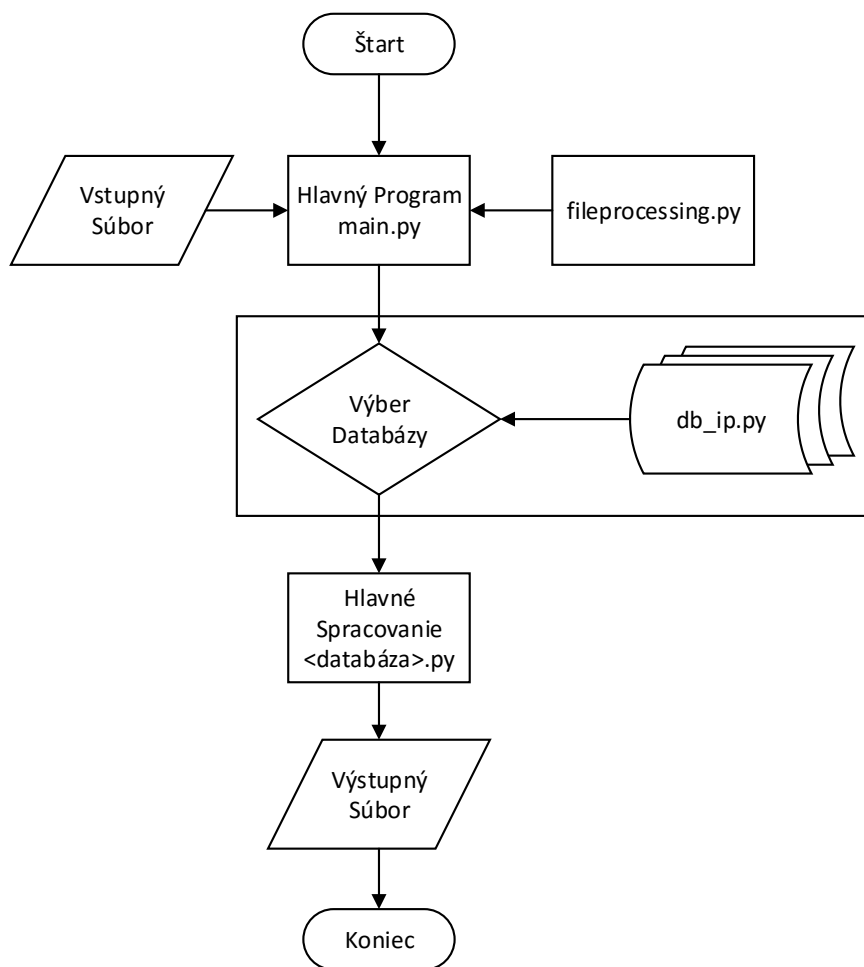 Štart
Vstupný
Súbor
Hlavný Program
main.py
fileprocessing.py
Výber
Databázy
db_ip.py
Hlavné
Spracovanie
<databáza>.py
Výstupný
Súbor
Koniec